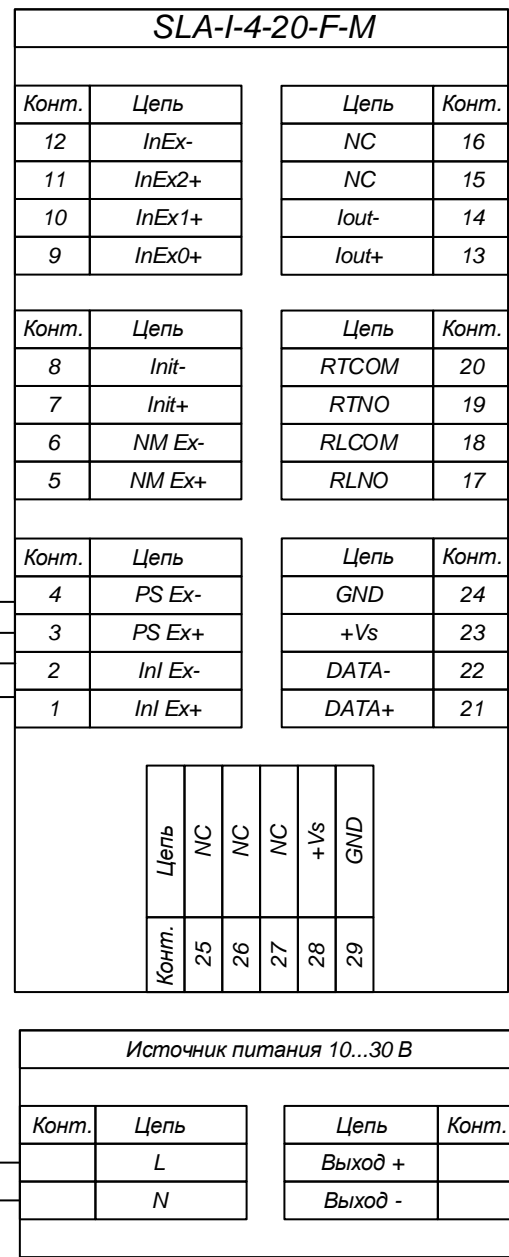 SLA-I-4-20-F-M
Конт. Цепь Цепь Конт.
12 InEx- NC 16
11 InEx2+ NC 15
10 InEx1+ Iout- 14
9 InEx0+ Iout+ 13
Конт. Цепь Цепь Конт.
8 Init- RTCOM 20
7 Init+ RTNO 19
6 NM Ex- RLCOM 18
5 NM Ex+ RLNO 17
Конт. Цепь Цепь Конт.
4 PS Ex- GND 24
3 PS Ex+ +Vs 23
2 InI Ex- DATA- 22
1 InI Ex+ DATA+ 21
Цепь NC NC NC +Vs GND
Конт. 25 26 27 28 29
Источник питания 10...30 В
Конт. Цепь Цепь Конт.
L Выход +
N Выход -